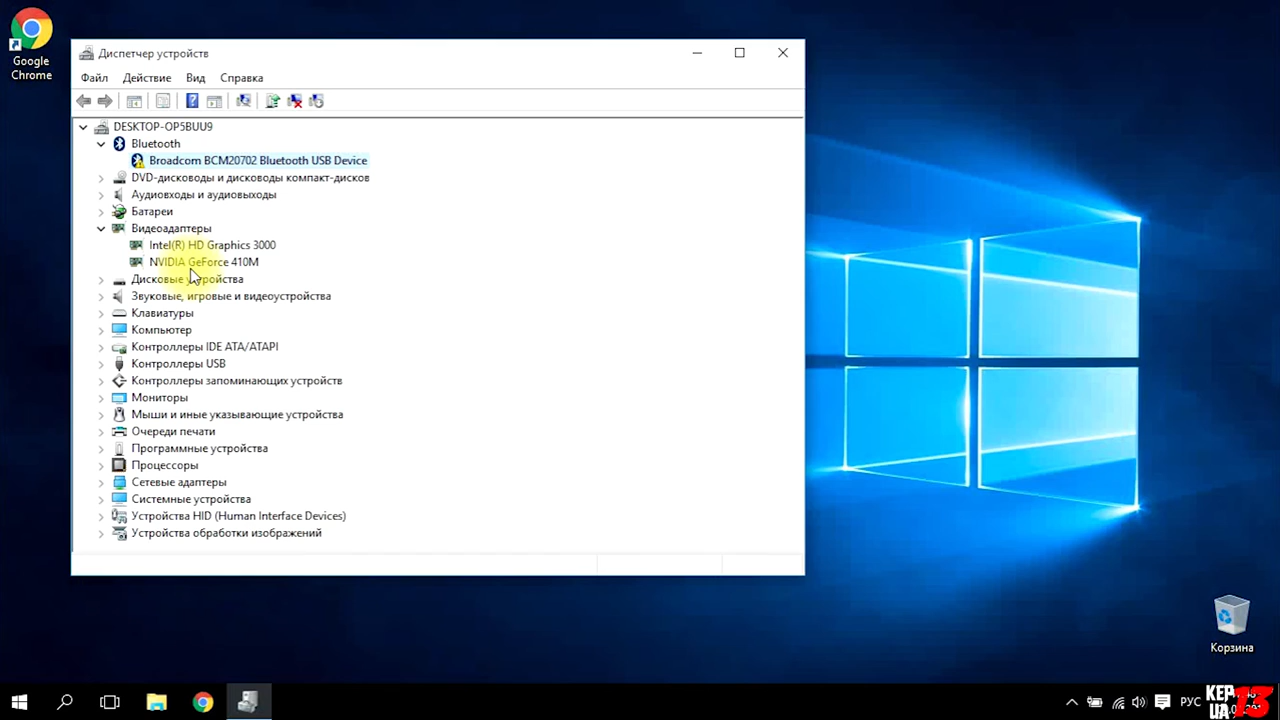 Google
Chrome
Диспетчер устройств
Файл Действие Вид Справка
DESKTOP-OP5BUU9
Bluetooth
Broadcom BCM20702 Bluetooth USB Device
DVD-дисководы и дисководы компакт-дисков
Аудиовходы и аудиовыходы
Батареи
Видеоадаптеры
Intel(R) HD Graphics 3000
NVIDIA GeForce 410M
Дисковые устройства
Звуковые, игровые и видеоустройства
Клавиатуры
Компьютер
Контроллеры IDE ATA/ATAPI
Контроллеры USB
Контроллеры запоминающих устройств
Мониторы
Мыши и иные указывающие устройства
Очереди печати
Программные устройства
Процессоры
Сетевые адаптеры
Системные устройства
Устройства HID (Human Interface Devices)
Устройства обработки изображений
Корзина
РУС
КЕР
UA 13